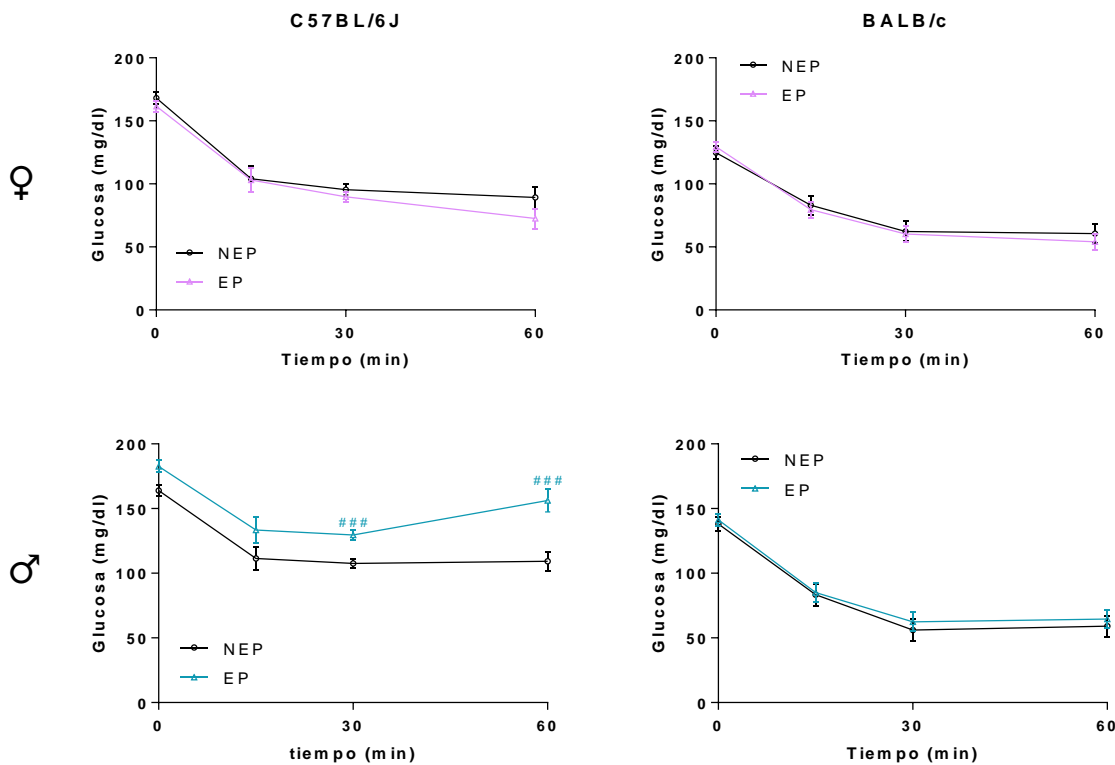 C57BL/6J
BALB/c
♀
200
150
100
50
0
Glucosa (mg/dl)
NEP
EP
0
30
60
Tiempo (min)
200
150
100
50
0
Glucosa (mg/dl)
NEP
EP
0
30
60
Tiempo (min)
♂
200
150
100
50
0
Glucosa (mg/dl)
###
###
NEP
EP
0
30
60
tiempo (min)
200
150
100
50
0
Glucosa (mg/dl)
NEP
EP
0
30
60
Tiempo (min)